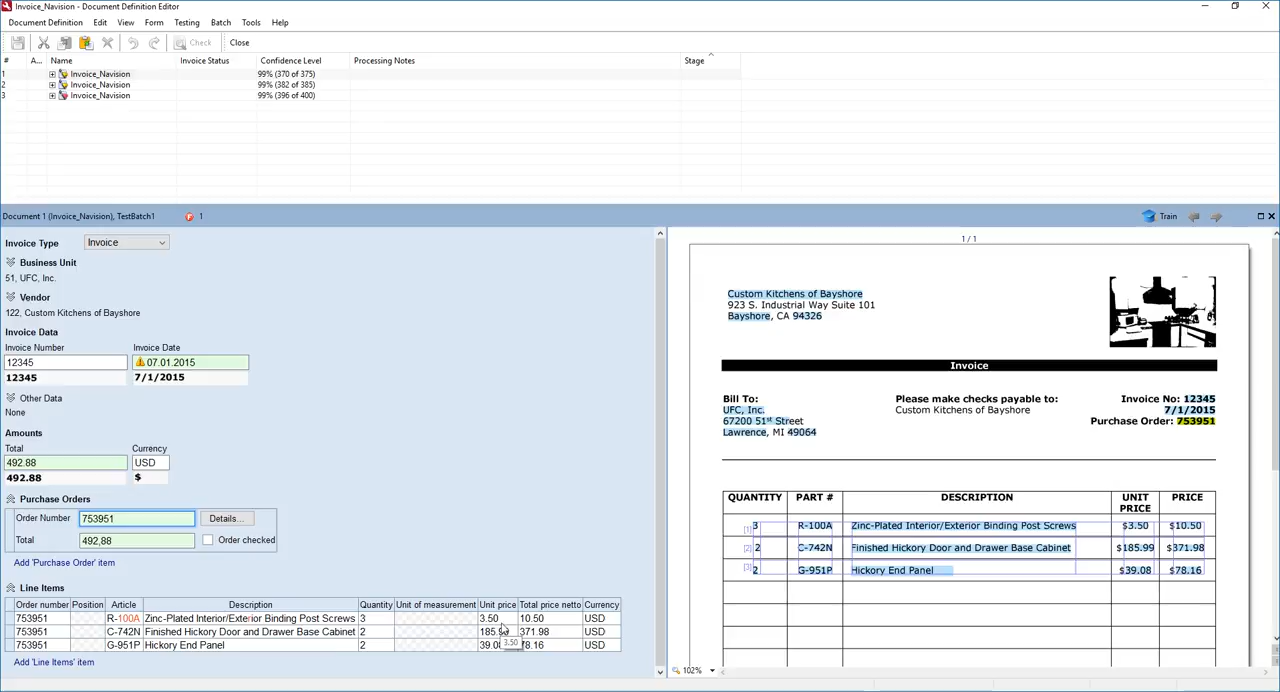 Invoice_Navision - Document Definition Editor
Document Definition Edit View Form Testing Batch Tools Help
Check Close
# A... Name Invoice Status Confidence Level Processing Notes Stage
1 Invoice_Navision 99% (370 of 375)
2 Invoice_Navision 99% (382 of 385)
3 Invoice_Navision 99% (396 of 400)
Document 1 (Invoice_Navision), TestBatch1 1 Train
Invoice Type Invoice
Business Unit
51, UFC, Inc.
Vendor
122, Custom Kitchens of Bayshore
Invoice Data
Invoice Number Invoice Date
12345 07.01.2015
12345 7/1/2015
Other Data
None
Amounts
Total Currency
492.88 USD
492.88 $
Purchase Orders
Order Number 753951 Details...
Total 492,88 Order checked
Add 'Purchase Order' item
Line Items
Order number Position Article Description Quantity Unit of measurement Unit price Total price netto Currency
753951 R-100A Zinc-Plated Interior/Exterior Binding Post Screws 3 3.50 10.50 USD
753951 C-742N Finished Hickory Door and Drawer Base Cabinet 2 371.98 USD
753951 G-951P Hickory End Panel 2 USD
3.50
Add 'Line Items' item
1 / 1
Custom Kitchens of Bayshore
923 S. Industrial Way Suite 101
Bayshore, CA 94326
Invoice
Bill To: Please make checks payable to: Invoice No: 12345
UFC, Inc. Custom Kitchens of Bayshore 7/1/2015
67200 51st Street Purchase Order: 753951
Lawrence, MI 49064
QUANTITY PART # DESCRIPTION UNIT PRICE PRICE
[1] 3 R-100A Zinc-Plated Interior/Exterior Binding Post Screws $3.50 $10.50
[2] 2 C-742N Finished Hickory Door and Drawer Base Cabinet $185.99 $371.98
[3] 2 G-951P Hickory End Panel $39.08 $78.16
102%